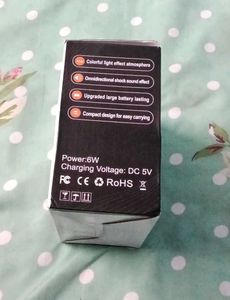 Colorful light effect atmosphere
Omnidirectional shock sound effect
Upgraded large battery lasting
Compact design for easy carrying
Power:6W
Charging Voltage: DC 5V
FC CE RoHS